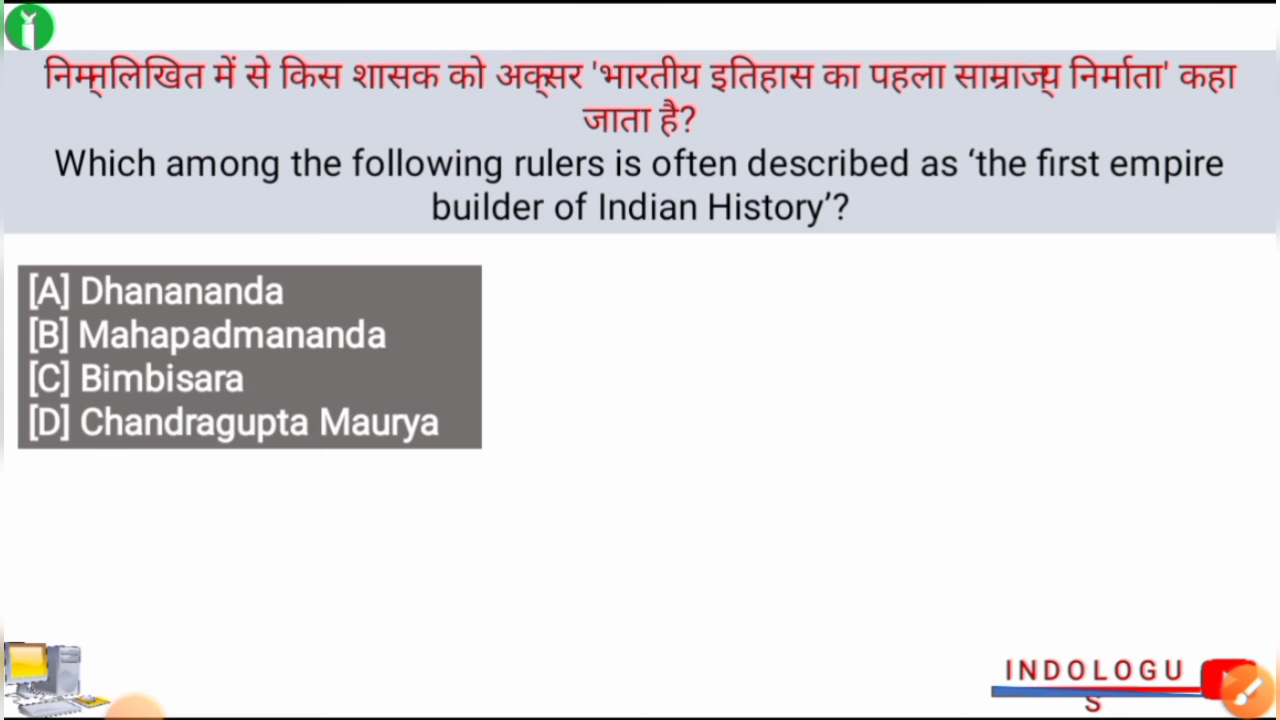 निम्नलिखित में से किस शासक को अक्सर 'भारतीय इतिहास का पहला साम्राज्य निर्माता' कहा
जाता है?
Which among the following rulers is often described as ‘the first empire
builder of Indian History’?
[A] Dhanananda
[B] Mahapadmananda
[C] Bimbisara
[D] Chandragupta Maurya
INDOLOGU
S